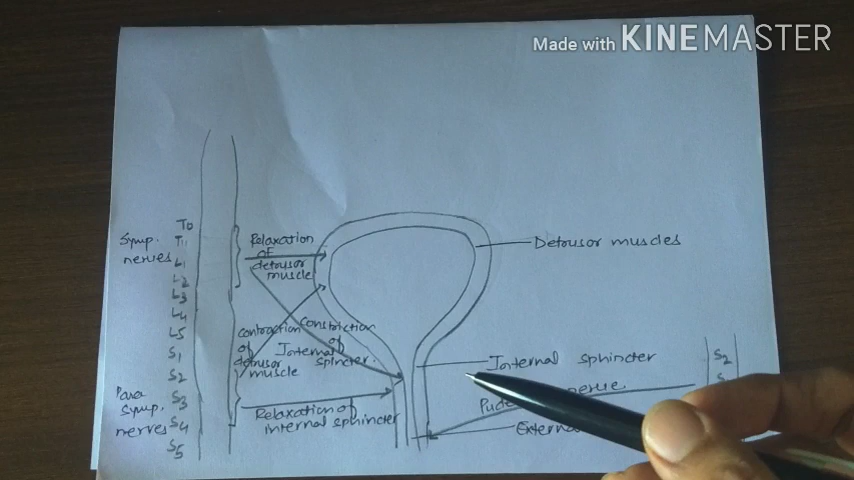 Made with KINEMASTER
Symp.
nerves
T10
T11
L1
L2
L3
L4
L5
S1
S2
S3
S4
S5
Para
Symp.
nerves
Relaxation
of
detrusor
muscle
Contraction
of
detrusor
muscle
Constriction
of
Internal
Sphincter.
Relaxation of
internal sphincter
Detrusor muscles
Internal Sphincter
S2
nerve
External